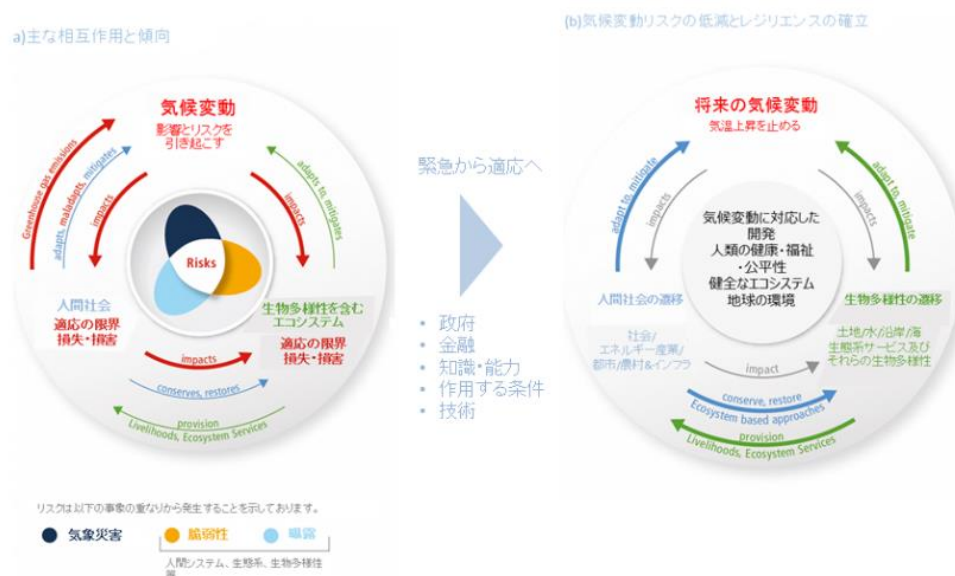 a)主な相互作用と傾向
気候変動
影響とリスクを
引き起こす
Greenhouse gas emissions
adapts, maladapts, mitigates
impacts
impacts
adapts to, mitigates
Risks
人間社会
適応の限界
損失・損害
生物多様性を含む
エコシステム
適応の限界
損失・損害
impacts
conserves, restores
provision
Livelihoods, Ecosystem Services
リスクは以下の事象の重なりから発生することを示しております。
気象災害
脆弱性
曝露
人間システム、生態系、生物多様性
等
緊急から適応へ
• 政府
• 金融
• 知識・能力
• 作用する条件
• 技術
(b)気候変動リスクの低減とレジリエンスの確立
将来の気候変動
気温上昇を止める
adapt to, mitigate
impacts
impacts
adapt to, mitigate
気候変動に対応した
開発
人類の健康・福祉
・公平性
健全なエコシステム
地球の環境
人間社会の遷移
社会/
エネルギー産業/
都市/農村&インフラ
生物多様性の遷移
土地/水/沿岸/海
生態系サービス及び
それらの生物多様性
impact
conserve, restore
Ecosystem based approaches
provision
Livelihoods, Ecosystem Services